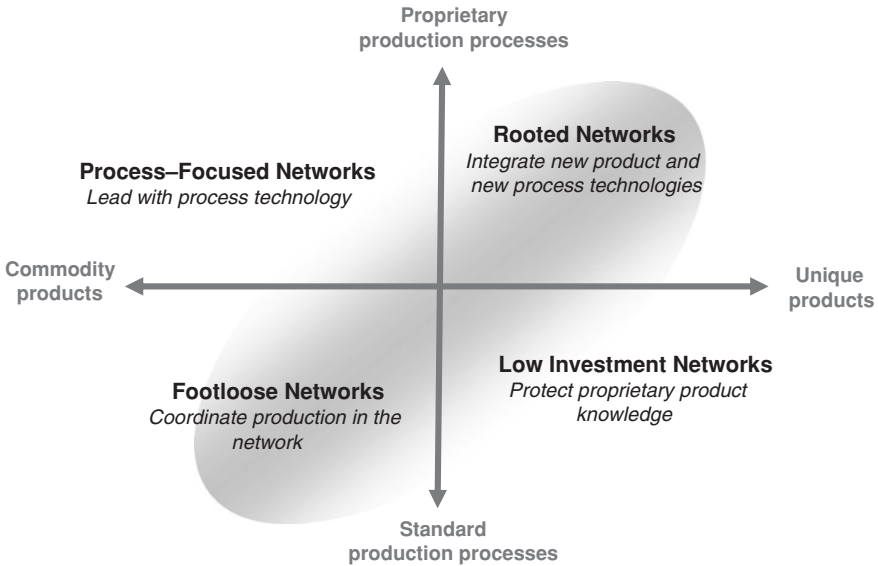 Proprietary
production processes
Rooted Networks
Integrate new product and
new process technologies
Process–Focused Networks
Lead with process technology
Commodity
products
Unique
products
Low Investment Networks
Protect proprietary product
knowledge
Footloose Networks
Coordinate production in the
network
Standard
production processes